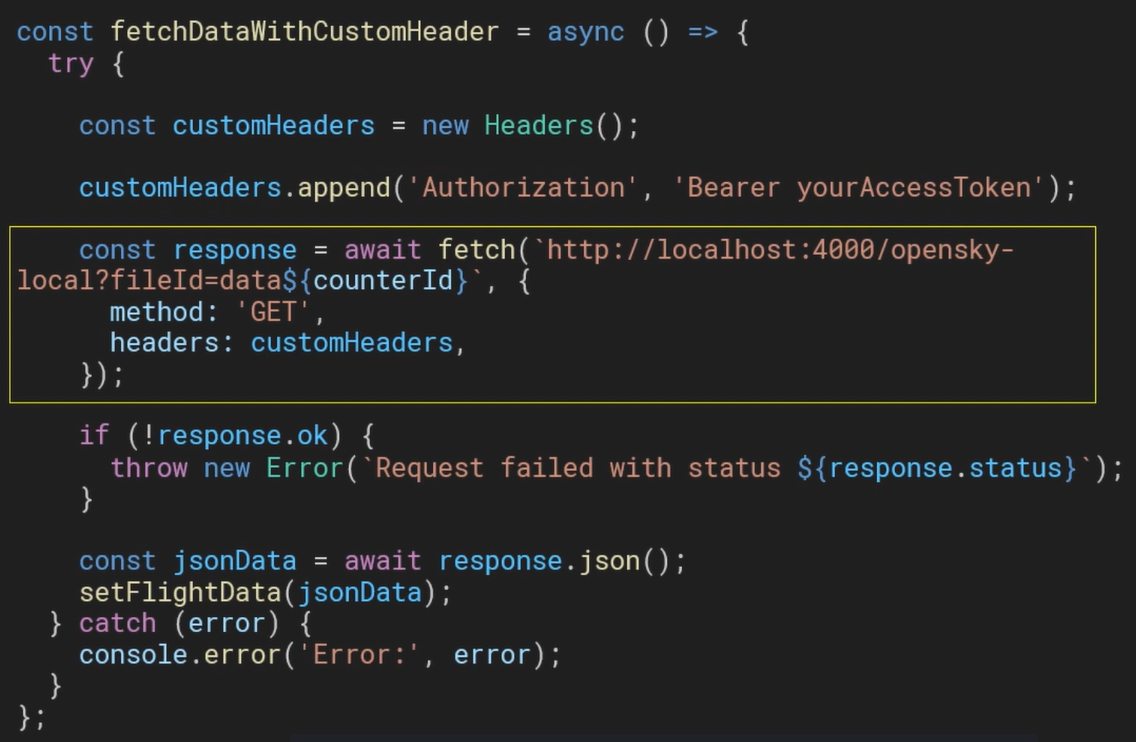 const fetchDataWithCustomHeader = async () => {
  try {

    const customHeaders = new Headers();

    customHeaders.append('Authorization', 'Bearer yourAccessToken');

    const response = await fetch(`http://localhost:4000/opensky-
local?fileId=data${counterId}`, {
      method: 'GET',
      headers: customHeaders,
    });

    if (!response.ok) {
      throw new Error(`Request failed with status ${response.status}`);
    }

    const jsonData = await response.json();
    setFlightData(jsonData);
  } catch (error) {
    console.error('Error:', error);
  }
};